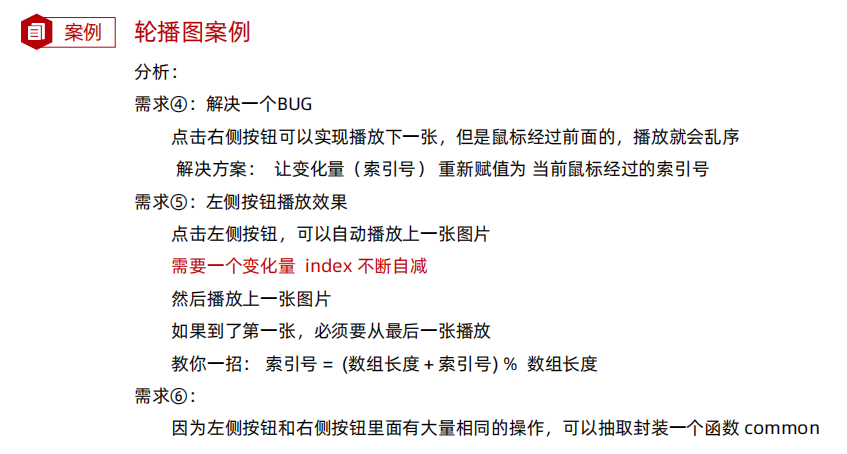 案例 轮播图案例
分析：
需求④：解决一个BUG
点击右侧按钮可以实现播放下一张，但是鼠标经过前面的，播放就会乱序
解决方案： 让变化量（索引号） 重新赋值为 当前鼠标经过的索引号
需求⑤：左侧按钮播放效果
点击左侧按钮，可以自动播放上一张图片
需要一个变化量 index 不断自减
然后播放上一张图片
如果到了第一张，必须要从最后一张播放
教你一招： 索引号 = (数组长度 + 索引号) % 数组长度
需求⑥：
因为左侧按钮和右侧按钮里面有大量相同的操作，可以抽取封装一个函数 common